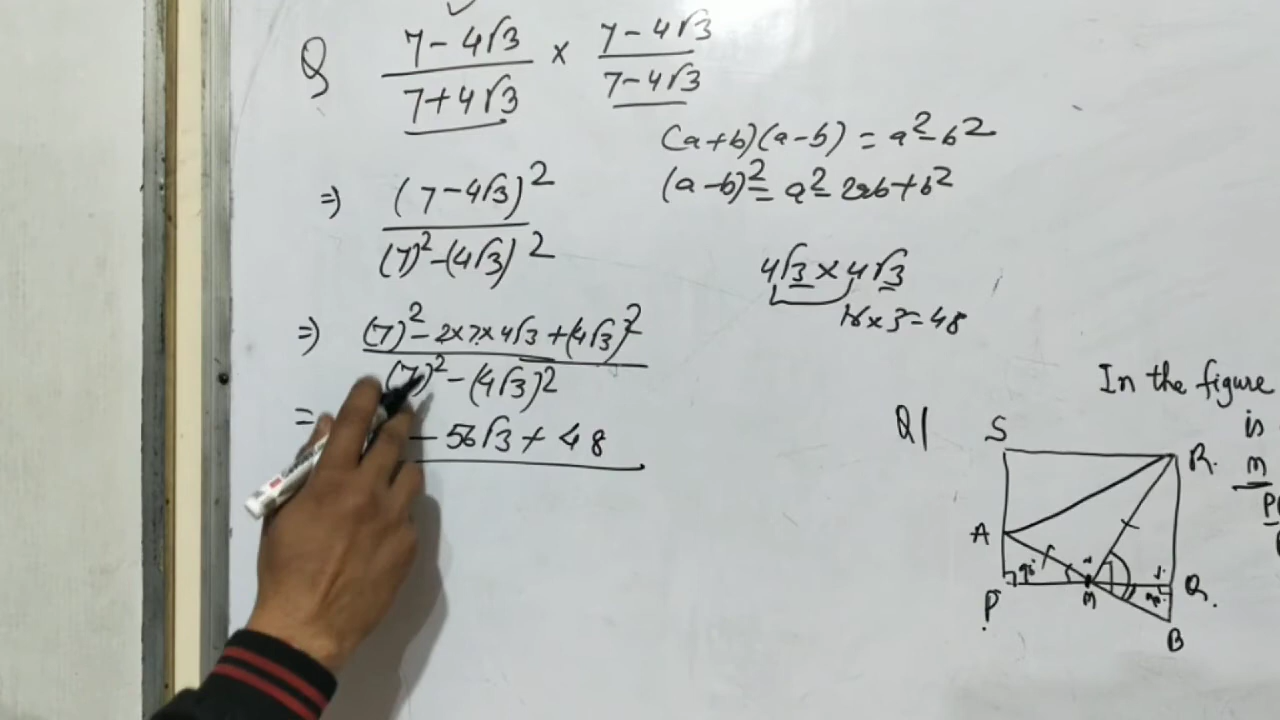 Q 7 - 4√3 / 7 + 4√3 × 7 - 4√3 / 7 - 4√3
(a+b)(a-b) = a² - b²
(a-b)² = a² - 2ab + b²
⇒ (7 - 4√3)² / (7)² - (4√3)²
4√3 × 4√3
16 × 3 = 48
⇒ (7)² - 2×7×4√3 + (4√3)² / (7)² - (4√3)²
= - 56√3 + 48
In the figure
is
Q1
S
R.
m
A
90°
P
M
Q.
B